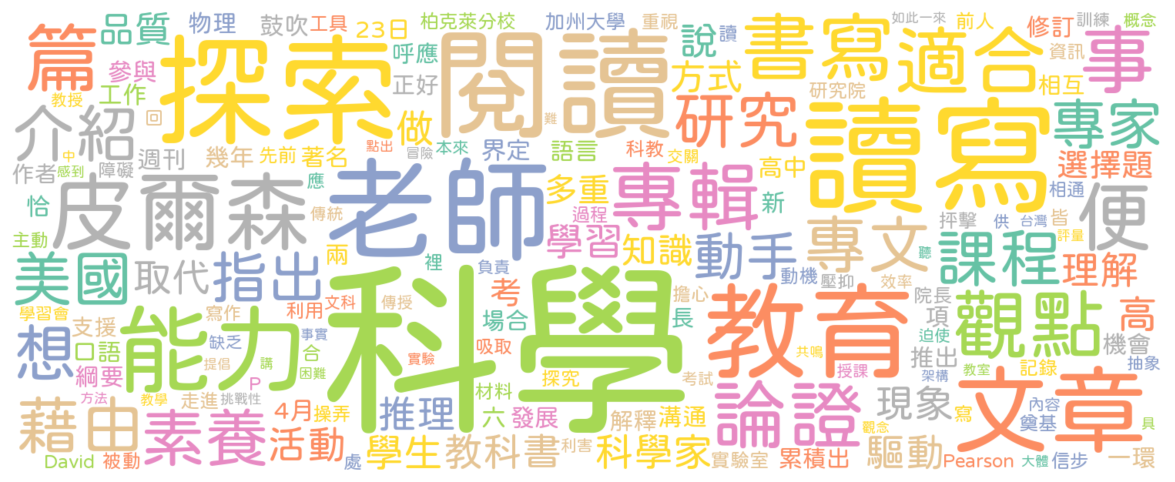 品質 物理 鼓吹 工具 23日 柏克萊分校 加州大學 重視 如此一來 前人 修訂 訓練 概念
篇 探索 閱讀 說 讀 書寫 適合 資訊 事
參與 呼應 正好 方式 研究院 相互
教授 工作 做 研究 讀寫 專家
介紹 回 點出 難
週刊 幾年 先前 著名 冒險 本來 界定 語言 科教 交關 高中 選擇題
作者 中 感到 障礙 皮爾森 應 老師 多重 專輯 新 抨擊 供 台灣 相通 皆 便
恰 傳統 過程 專文 評量
主動 兩 裡 學習 知識 動手 聽 課程 理解
美國 取代 指出 負責 動機 壓抑 效率
學習會 寫作 利用 文科 傳授 考 擔心 院長 項 高
想 支援 能力 缺乏 事實 科學 場合 長 教育 迫使 觀點 機會
口語 提倡 講 合 吸取 共鳴 推出 記錄 抽象
綱要 P 困難 實驗 探究 考試 授課 架構 教室
方法 教學 走進 挑戰性 材料 現象 文章 內容
藉由 素養 4月 操弄 推理 六 發展 解釋 溝通 論證 寫 奠基 具
活動 觀念
David 被動 處 學生 教科書 利害 科學家 實驗室 累積出 驅動 Pearson 大體 信步 一環